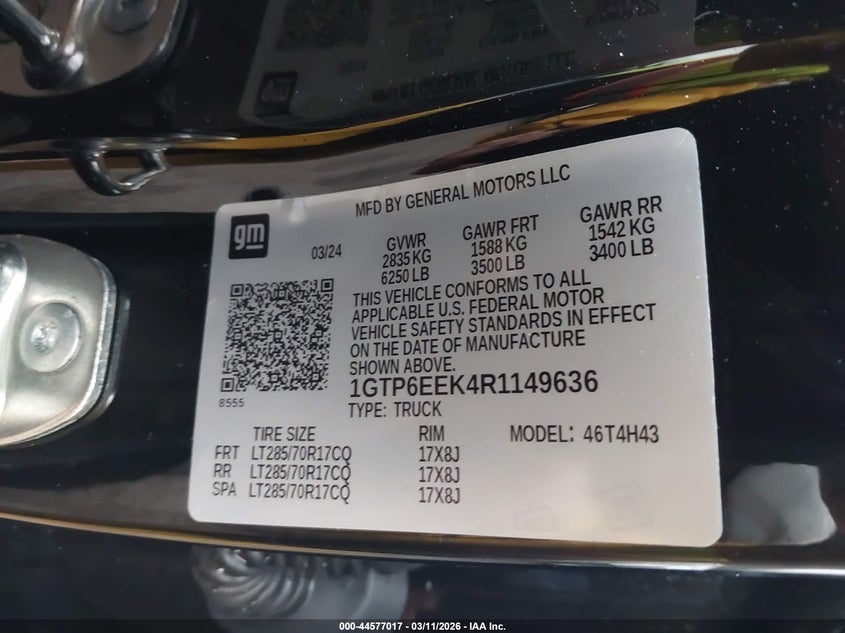 MFD BY GENERAL MOTORS LLC
gm
03/24
GVWR
2835 KG
6250 LB
GAWR FRT
1588 KG
3500 LB
GAWR RR
1542 KG
3400 LB
THIS VEHICLE CONFORMS TO ALL
APPLICABLE U.S. FEDERAL MOTOR
VEHICLE SAFETY STANDARDS IN EFFECT
ON THE DATE OF MANUFACTURE
SHOWN ABOVE.
8555
1GTP6EEK4R1149636
TYPE: TRUCK
TIRE SIZE RIM MODEL: 46T4H43
FRT LT285/70R17CQ 17X8J
RR LT285/70R17CQ 17X8J
SPA LT285/70R17CQ 17X8J
000-44577017 - 03/11/2026 - IAA Inc.